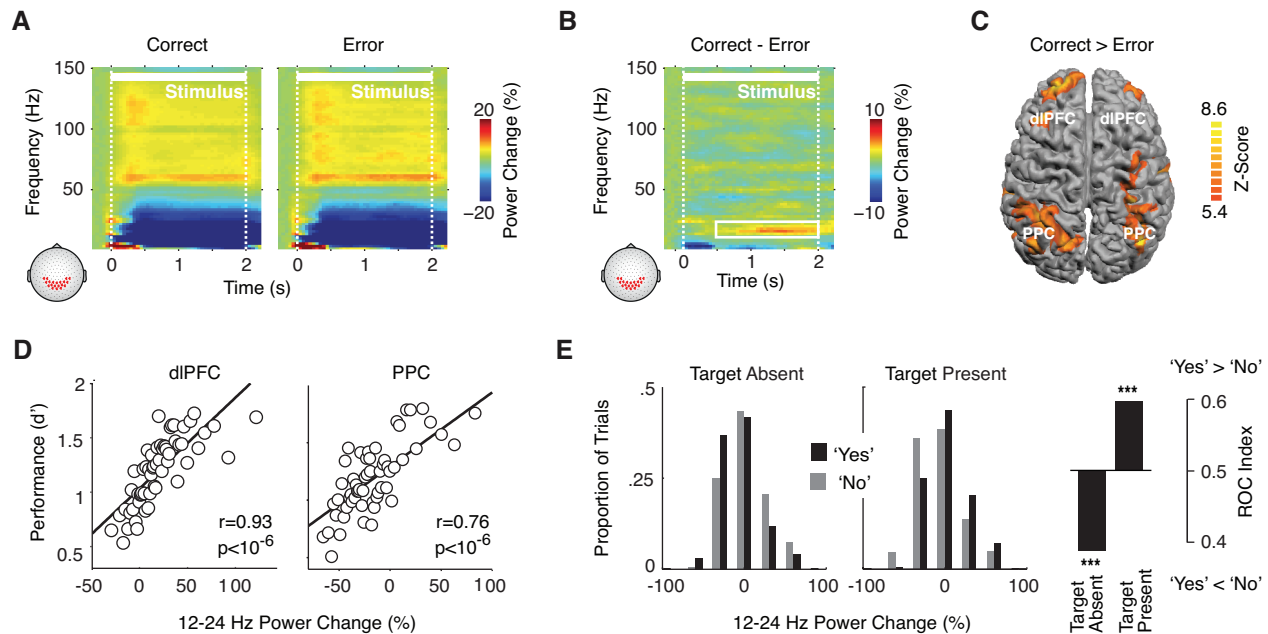 A
Correct
Error
150
100
50
Frequency (Hz)
Stimulus
Stimulus
0
1
2
0
1
2
Time (s)
20
−20
Power Change (%)
B
Correct - Error
150
100
50
Frequency (Hz)
Stimulus
0
1
2
Time (s)
10
−10
Power Change (%)
C
Correct > Error
dlPFC
dlPFC
PPC
PPC
8.6
5.4
Z-Score
D
dlPFC
PPC
2
1.5
1
0.5
Performance (d')
r=0.93
p<10-6
r=0.76
p<10-6
-50
0
50
100
-50
0
50
100
12-24 Hz Power Change (%)
E
Target Absent
Target Present
.5
.25
0
Proportion of Trials
'Yes'
'No'
-100
0
100
-100
0
100
12-24 Hz Power Change (%)
***
***
Target Absent
Target Present
'Yes' > 'No'
0.6
0.5
0.4
ROC Index
'Yes' < 'No'